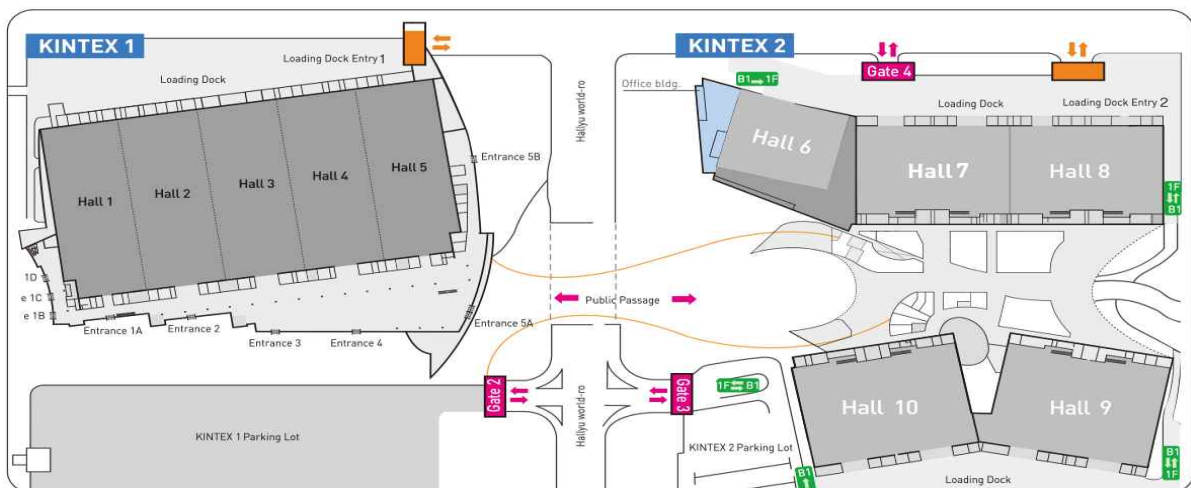 KINTEX 1
Loading Dock Entry 1
Loading Dock
Hall 1
Hall 2
Hall 3
Hall 4
Hall 5
Entrance 5B
1D
e 1C
e 1B
Entrance 1A
Entrance 2
Entrance 3
Entrance 4
Entrance 5A
Hallyu world-ro
Public Passage
KINTEX 2
Office bldg.
B1 → 1F
Gate 4
Loading Dock
Loading Dock Entry 2
Hall 6
Hall 7
Hall 8
1F
B1
Gate 2
Gate 3
Hallyu world-ro
1F B1
KINTEX 1 Parking Lot
KINTEX 2 Parking Lot
Hall 10
Hall 9
B1
B1
1F
Loading Dock